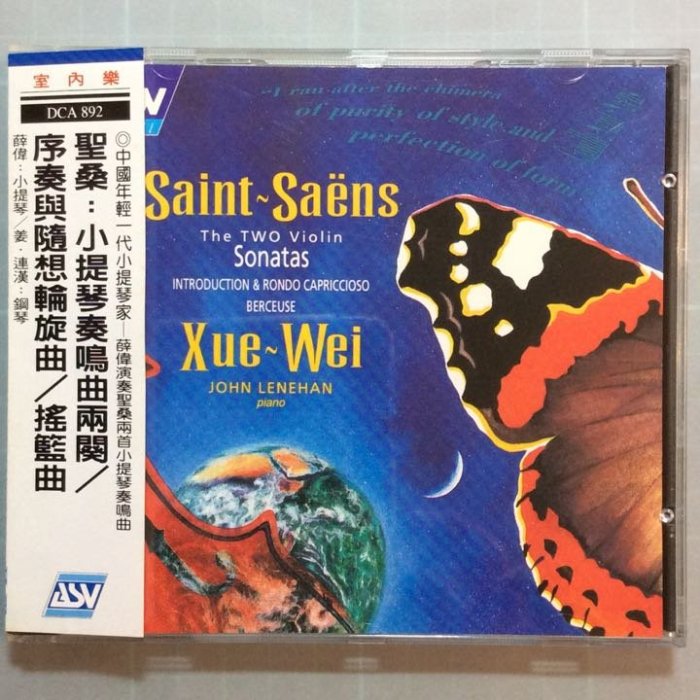 室內樂
DCA 892
◎中國年輕一代小提琴家—薛偉演奏聖桑兩首小提琴奏鳴曲
聖桑：小提琴奏鳴曲兩闋／
序奏與隨想輪旋曲／搖籃曲
薛偉：小提琴／姜．連漢：鋼琴
ASV
"I ran after the chimera
of purity of style and
perfection of form"
Saint~Saëns
The TWO Violin
Sonatas
INTRODUCTION & RONDO CAPRICCIOSO
BERCEUSE
Xue~Wei
JOHN LENEHAN
piano